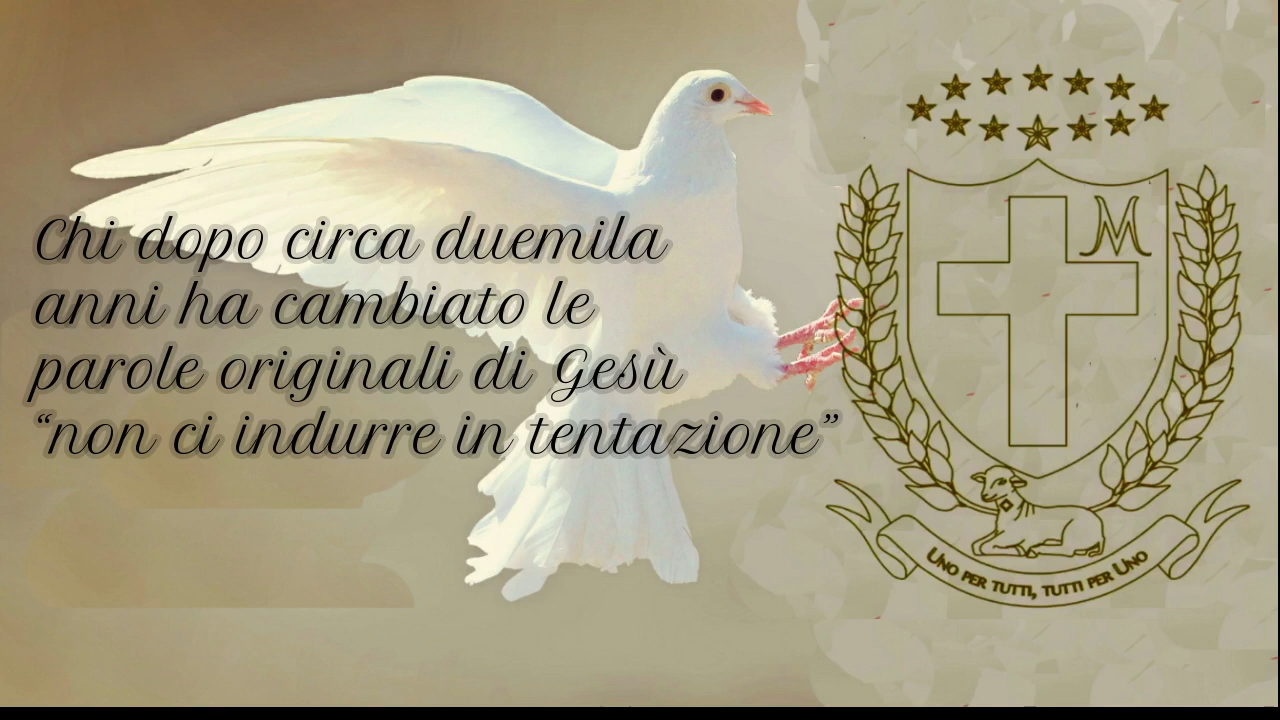 Chi dopo circa duemila
anni ha cambiato le
parole originali di Gesù
“non ci indurre in tentazione”
M
Uno per tutti, tutti per Uno